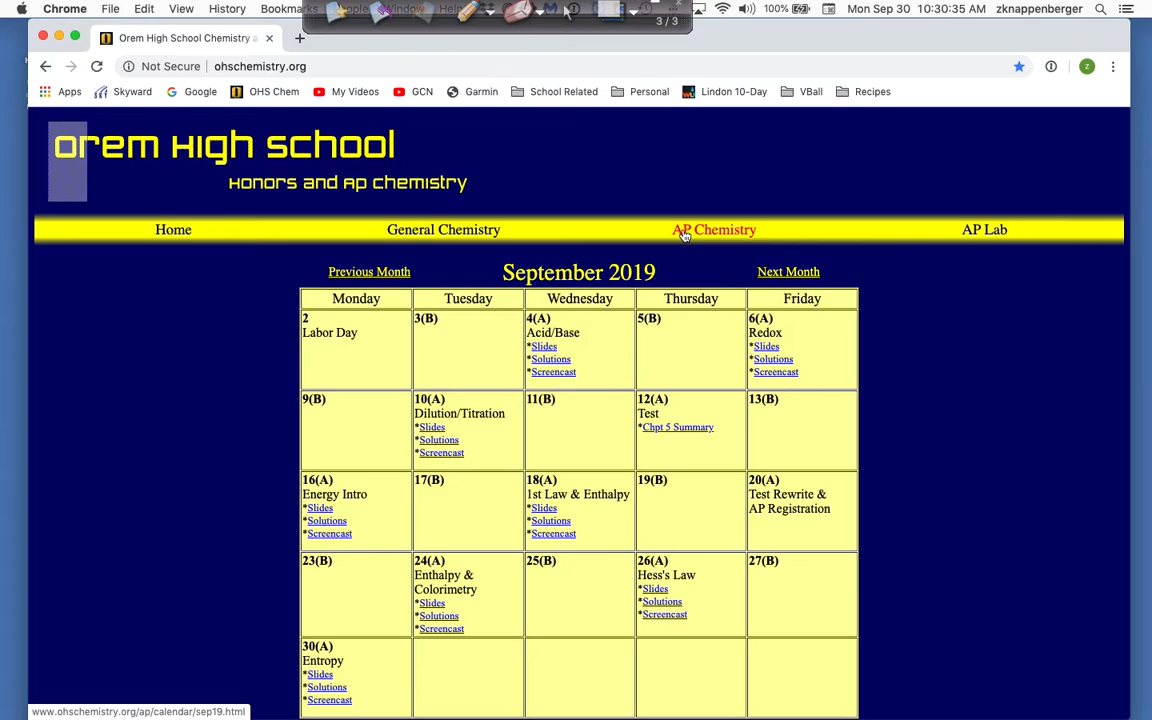 Chrome File Edit View History Bookmarks Apple Window Help 100% Mon Sep 30 10:30:35 AM zknappenberger
3 / 3
Orem High School Chemistry a
Not Secure ohschemistry.org z
Apps Skyward Google OHS Chem My Videos GCN Garmin School Related Personal Lindon 10-Day VBall Recipes
Orem High School
Honors and AP Chemistry
Home General Chemistry AP Chemistry AP Lab
Previous Month September 2019 Next Month
Monday Tuesday Wednesday Thursday Friday
2 3(B) 4(A) 5(B) 6(A)
Labor Day Acid/Base Redox
*Slides *Slides
*Solutions *Solutions
*Screencast *Screencast
9(B) 10(A) 11(B) 12(A) 13(B)
Dilution/Titration Test
*Slides *Chpt 5 Summary
*Solutions
*Screencast
16(A) 17(B) 18(A) 19(B) 20(A)
Energy Intro 1st Law & Enthalpy Test Rewrite &
*Slides *Slides AP Registration
*Solutions *Solutions
*Screencast *Screencast
23(B) 24(A) 25(B) 26(A) 27(B)
Enthalpy & Hess's Law
Colorimetry *Slides
*Slides *Solutions
*Solutions *Screencast
*Screencast
30(A)
Entropy
*Slides
*Solutions
*Screencast
www.ohschemistry.org/ap/calendar/sep19.html